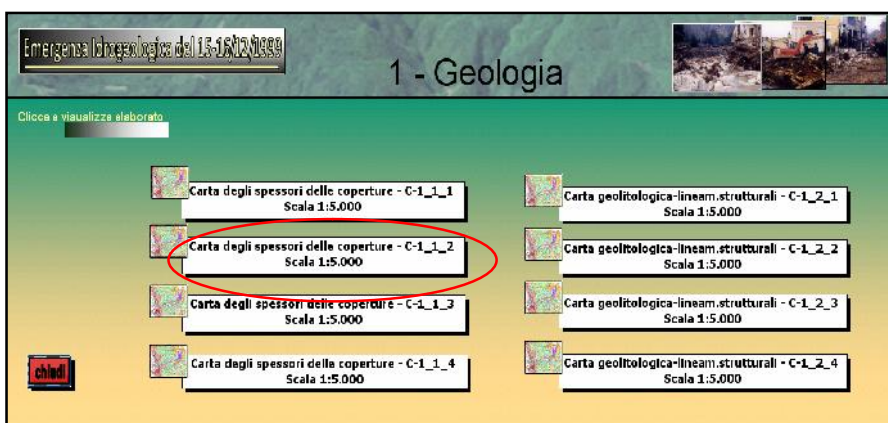 Emergenza Idrogeologica del 15-16/12/1999
1 - Geologia
Clicca e visualizza elaborato
Carta degli spessori delle coperture - C-1_1_1
Scala 1:5.000
Carta degli spessori delle coperture - C-1_1_2
Scala 1:5.000
Carta degli spessori delle coperture - C-1_1_3
Scala 1:5.000
Carta degli spessori delle coperture - C-1_1_4
Scala 1:5.000
Carta geolitologica-lineam.strutturali - C-1_2_1
Scala 1:5.000
Carta geolitologica-lineam.strutturali - C-1_2_2
Scala 1:5.000
Carta geolitologica-lineam.strutturali - C-1_2_3
Scala 1:5.000
Carta geolitologica-lineam.strutturali - C-1_2_4
Scala 1:5.000
chiudi